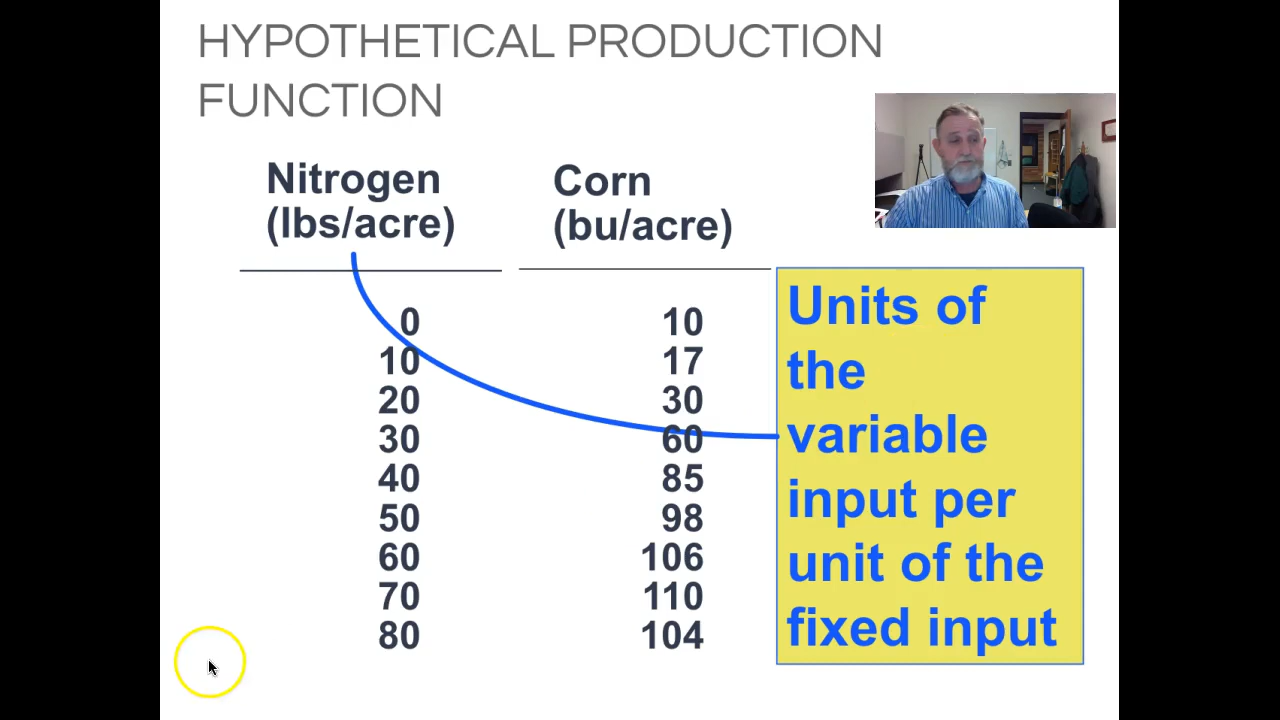 HYPOTHETICAL PRODUCTION
FUNCTION
Nitrogen
(lbs/acre)
Corn
(bu/acre)
0 10
10 17
20 30
30 60
40 85
50 98
60 106
70 110
80 104
Units of
the
variable
input per
unit of the
fixed input